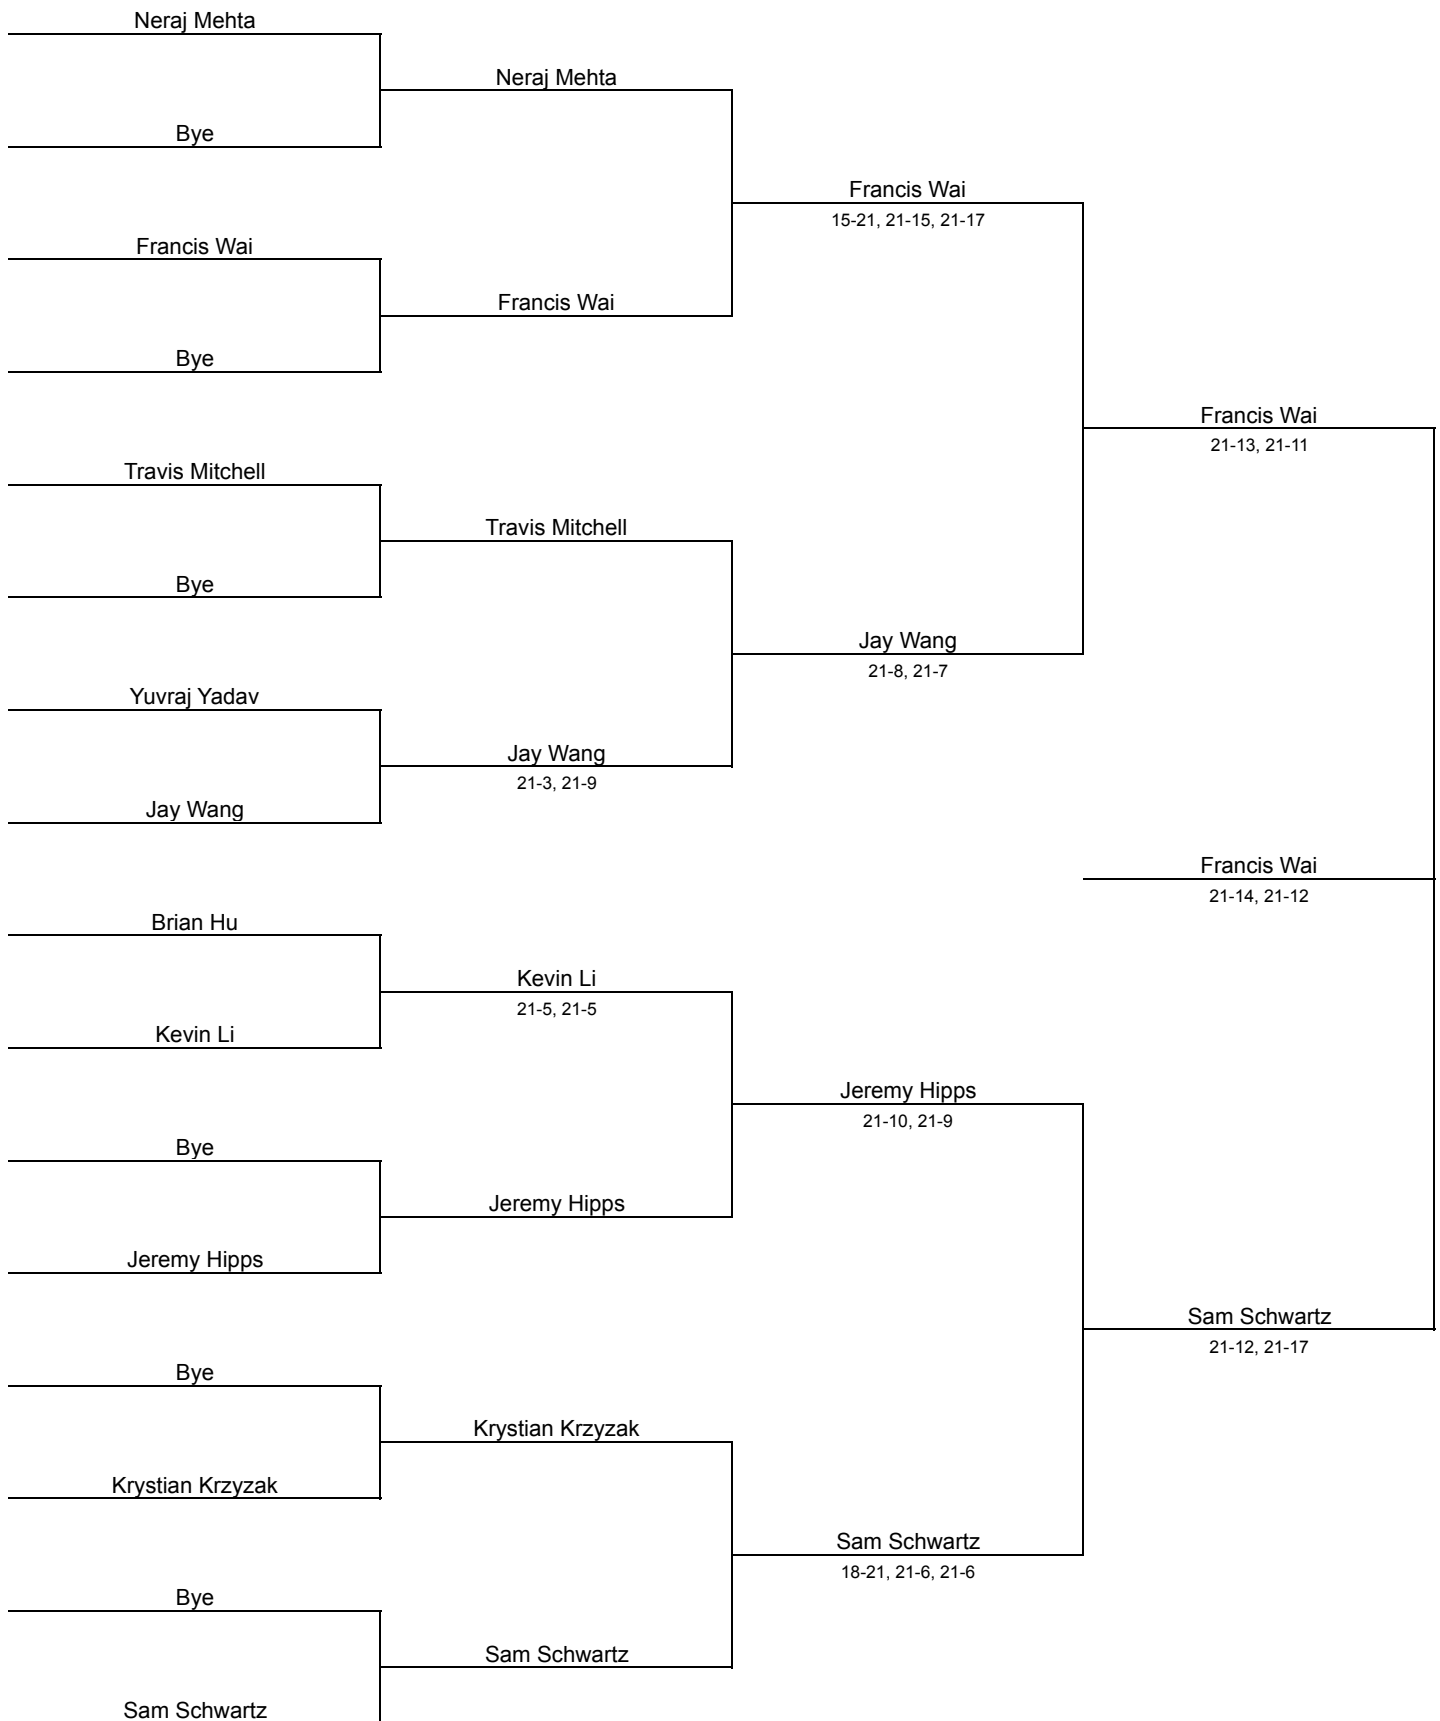 Neraj Mehta
Neraj Mehta
Bye
Francis Wai
15-21, 21-15, 21-17
Francis Wai
Francis Wai
Bye
Francis Wai
21-13, 21-11
Travis Mitchell
Travis Mitchell
Bye
Jay Wang
21-8, 21-7
Yuvraj Yadav
Jay Wang
21-3, 21-9
Jay Wang
Francis Wai
21-14, 21-12
Brian Hu
Kevin Li
21-5, 21-5
Kevin Li
Jeremy Hipps
21-10, 21-9
Bye
Jeremy Hipps
Jeremy Hipps
Sam Schwartz
21-12, 21-17
Bye
Krystian Krzyzak
Krystian Krzyzak
Sam Schwartz
18-21, 21-6, 21-6
Bye
Sam Schwartz
Sam Schwartz